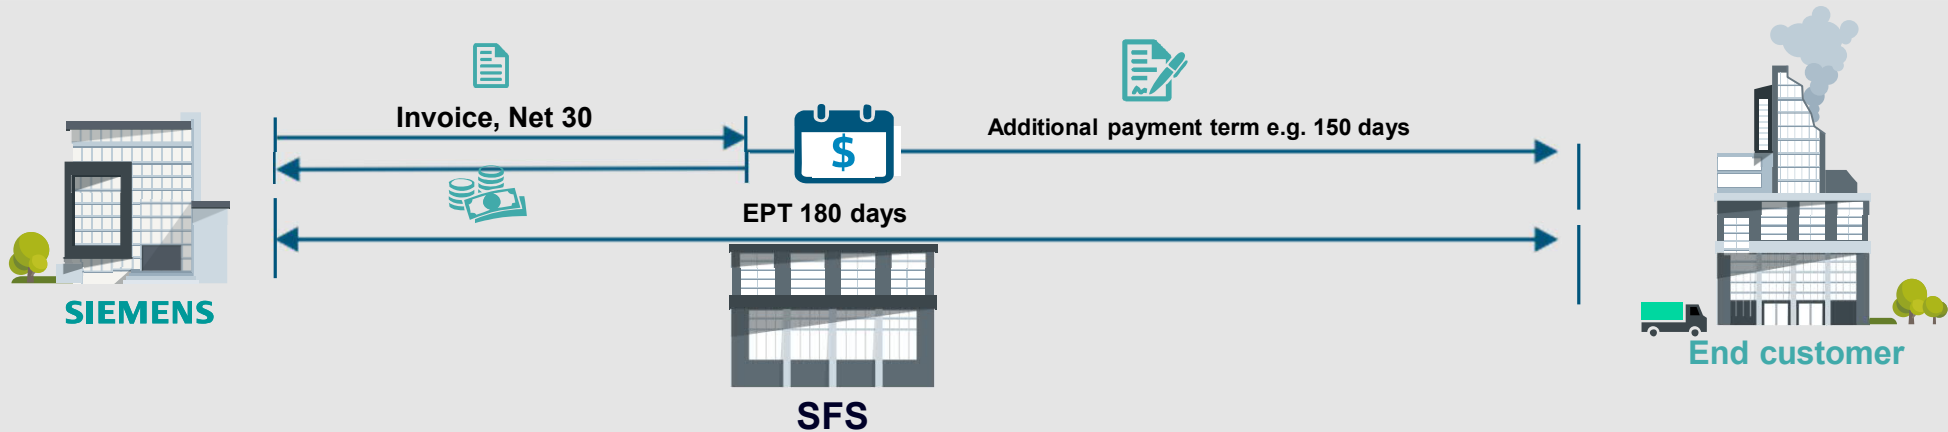 Invoice, Net 30
$
Additional payment term e.g. 150 days
EPT 180 days
SIEMENS
SFS
End customer